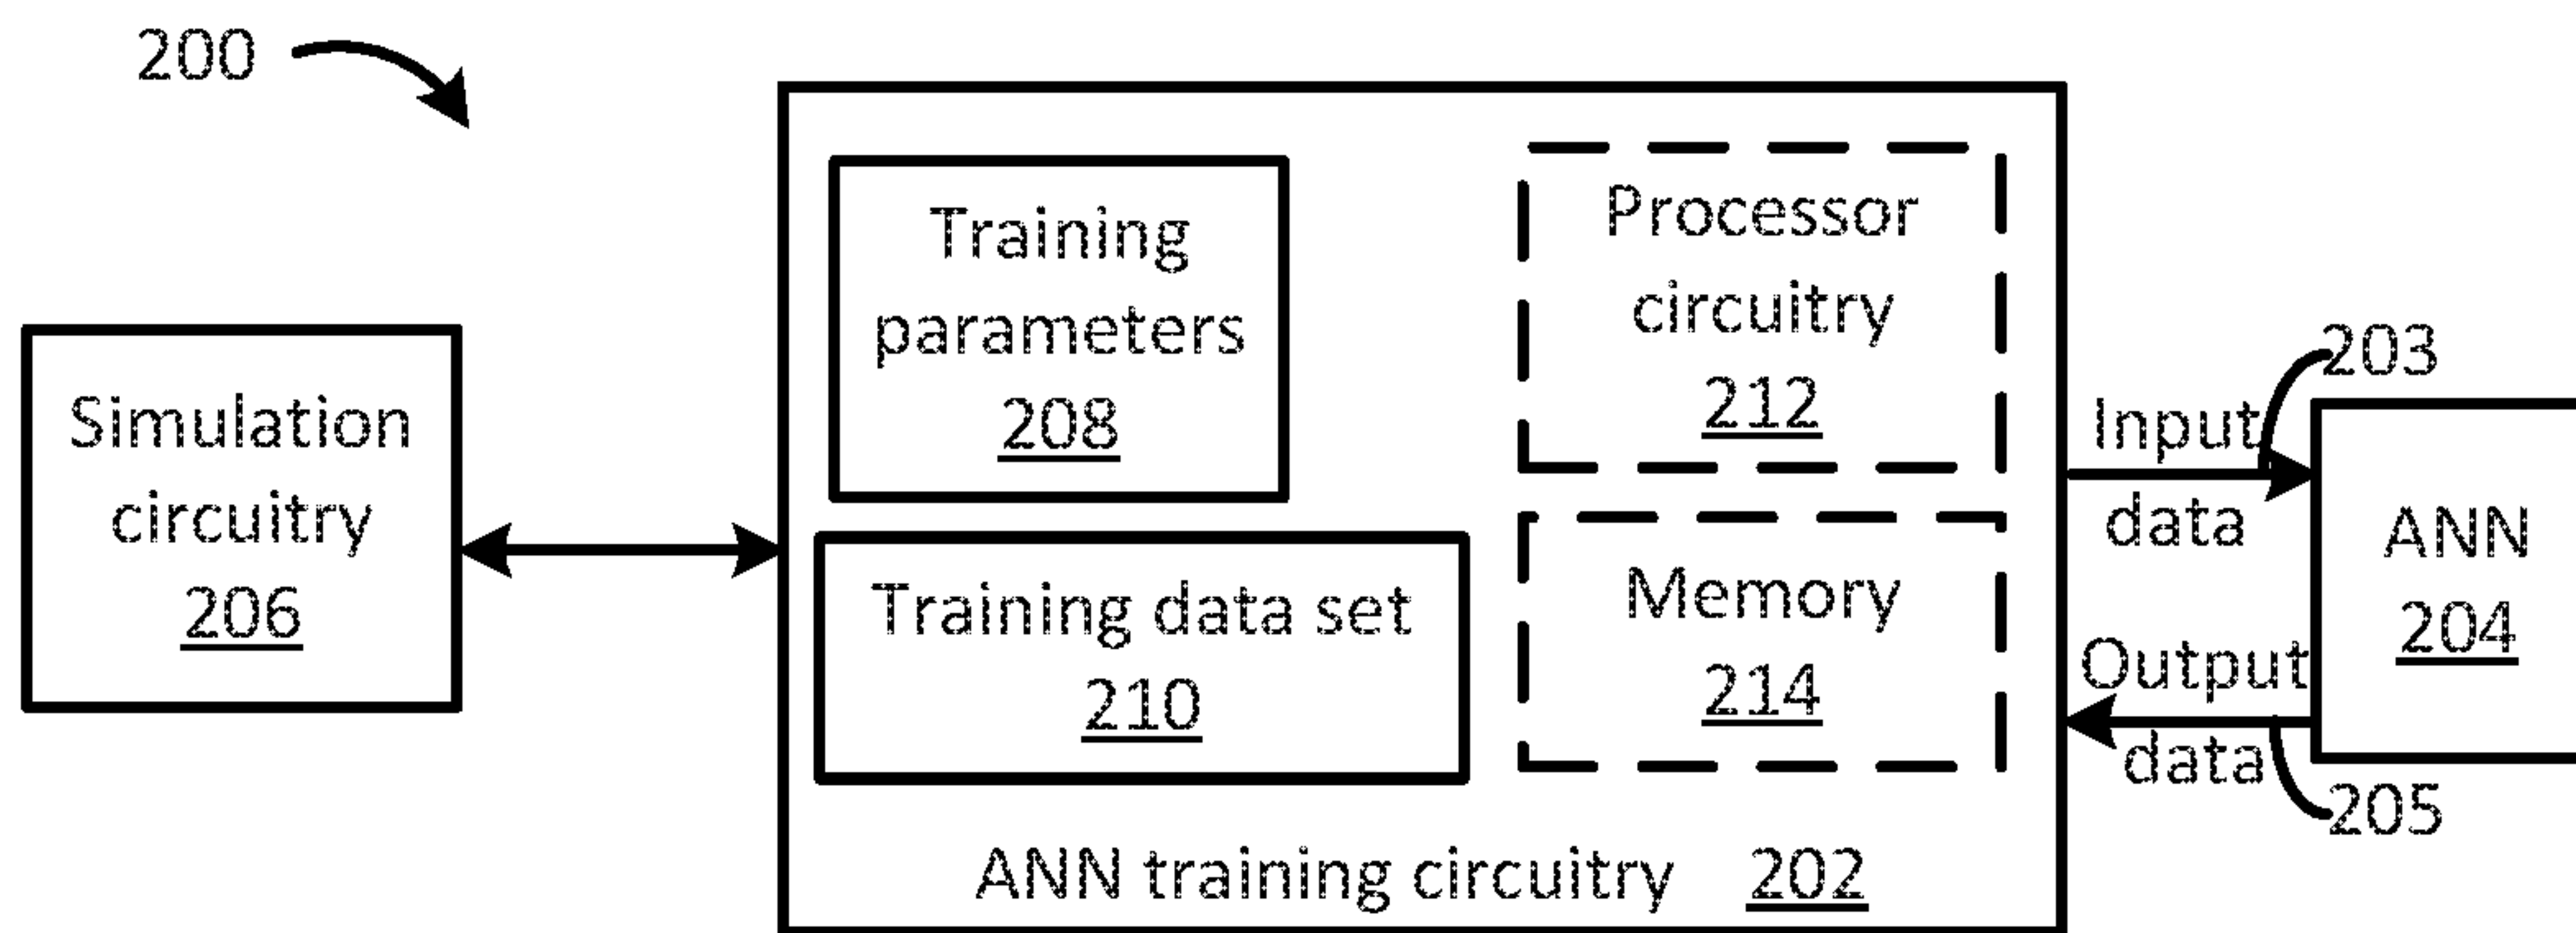 200
Simulation
circuitry
206
Training
parameters
208
Training data set
210
Processor
circuitry
212
Memory
214
ANN training circuitry 202
203
Input
data
Output
data
205
ANN
204